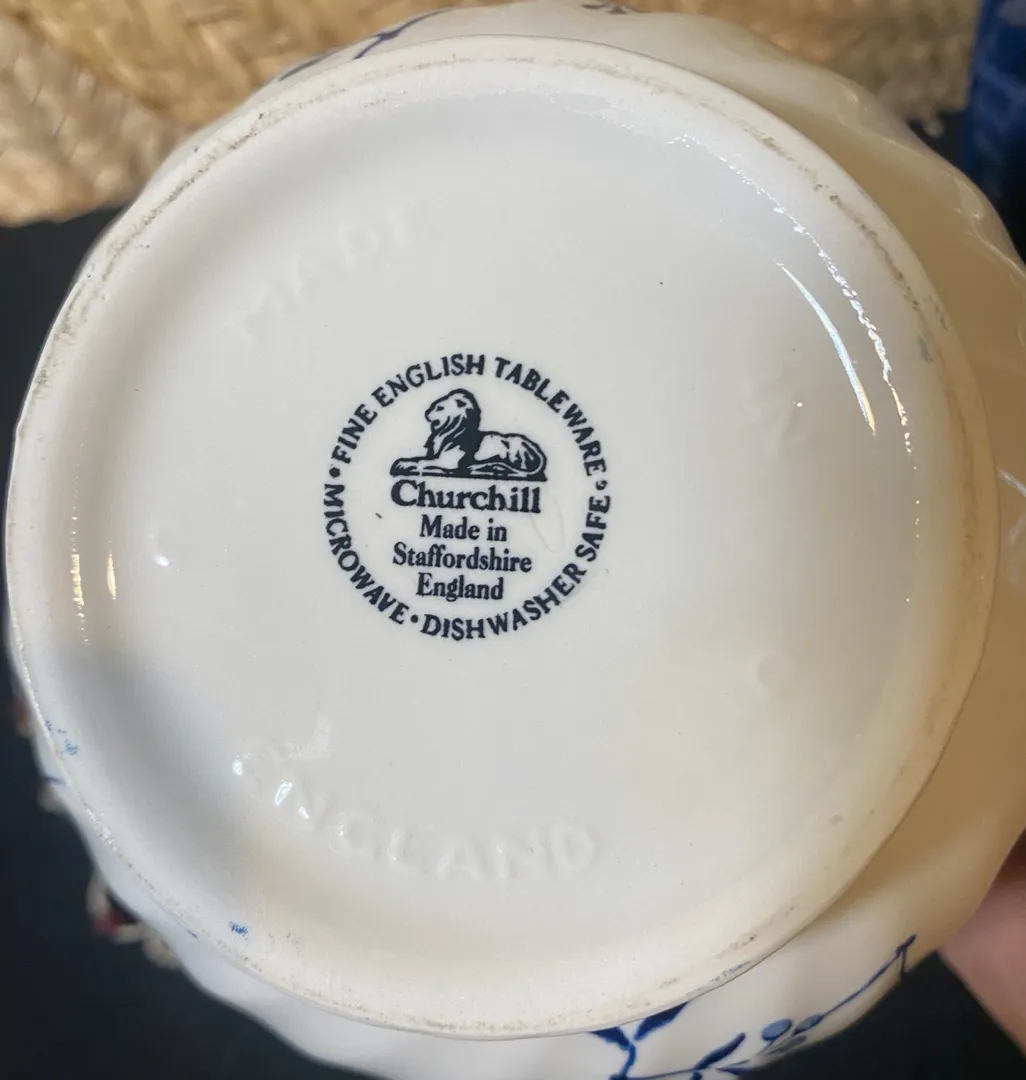 • FINE ENGLISH TABLEWARE •
Churchill
Made in
Staffordshire
England
MICROWAVE • DISHWASHER SAFE
ENGLAND